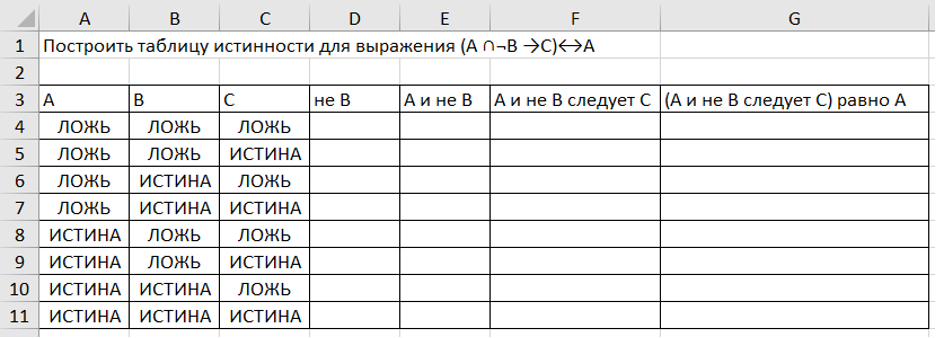 A B C D E F G
1 Построить таблицу истинности для выражения (A ∩¬B →C)↔A
2
3 A B C не B A и не B A и не B следует C (A и не B следует C) равно A
4 ЛОЖЬ ЛОЖЬ ЛОЖЬ
5 ЛОЖЬ ЛОЖЬ ИСТИНА
6 ЛОЖЬ ИСТИНА ЛОЖЬ
7 ЛОЖЬ ИСТИНА ИСТИНА
8 ИСТИНА ЛОЖЬ ЛОЖЬ
9 ИСТИНА ЛОЖЬ ИСТИНА
10 ИСТИНА ИСТИНА ЛОЖЬ
11 ИСТИНА ИСТИНА ИСТИНА